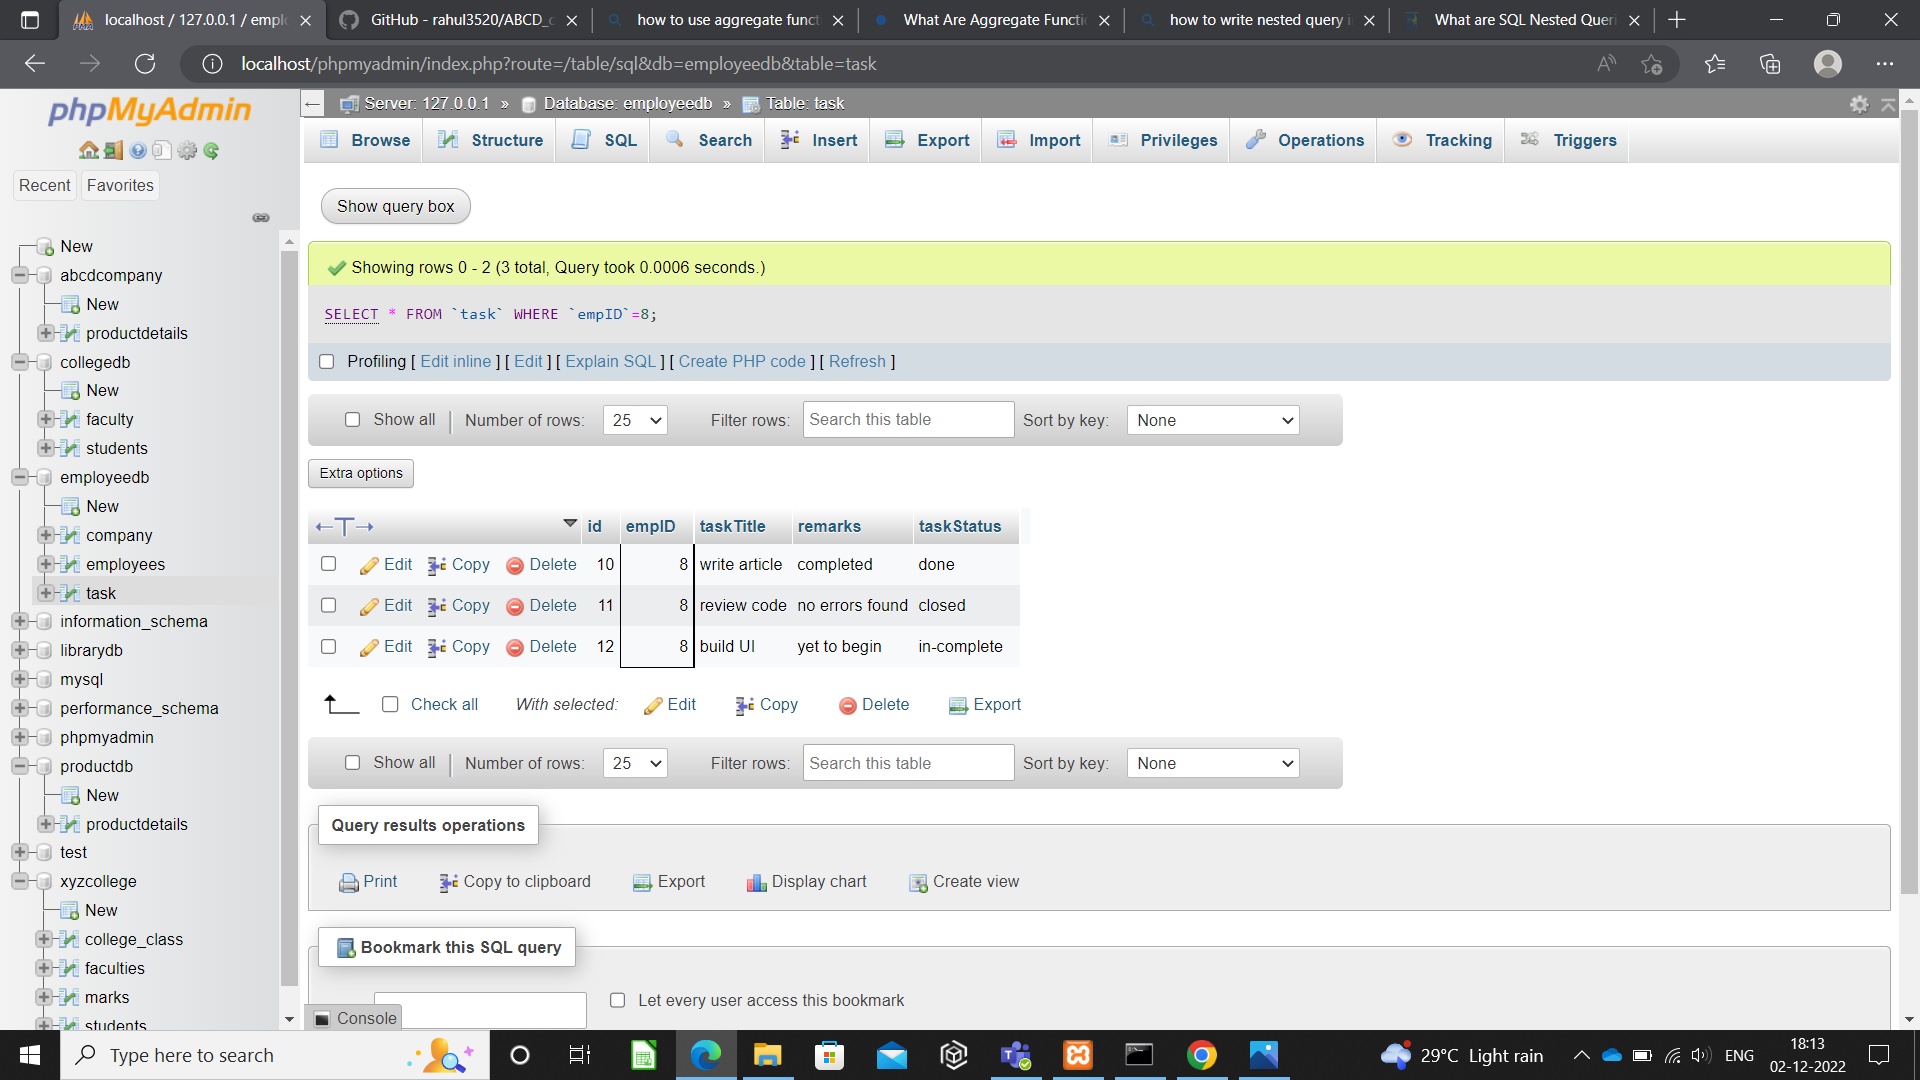 localhost / 127.0.0.1 / empl
GitHub - rahul3520/ABCD_c
how to use aggregate funct
What Are Aggregate Functi
how to write nested query i
What are SQL Nested Queri
localhost/phpmyadmin/index.php?route=/table/sql&db=employeedb&table=task
phpMyAdmin
Recent Favorites
New
abcdcompany
New
productdetails
collegedb
New
faculty
students
employeedb
New
company
employees
task
information_schema
librarydb
mysql
performance_schema
phpmyadmin
productdb
New
productdetails
test
xyzcollege
New
college_class
faculties
marks
students
Server: 127.0.0.1 » Database: employeedb » Table: task
Browse Structure SQL Search Insert Export Import Privileges Operations Tracking Triggers
Show query box
Showing rows 0 - 2 (3 total, Query took 0.0006 seconds.)
SELECT * FROM `task` WHERE `empID`=8;
Profiling [ Edit inline ] [ Edit ] [ Explain SQL ] [ Create PHP code ] [ Refresh ]
Show all Number of rows: 25 Filter rows: Search this table Sort by key: None
Extra options
←T→ id empID taskTitle remarks taskStatus
Edit Copy Delete 10 8 write article completed done
Edit Copy Delete 11 8 review code no errors found closed
Edit Copy Delete 12 8 build UI yet to begin in-complete
Check all With selected: Edit Copy Delete Export
Show all Number of rows: 25 Filter rows: Search this table Sort by key: None
Query results operations
Print Copy to clipboard Export Display chart Create view
Bookmark this SQL query
Let every user access this bookmark
Console
Type here to search
29°C Light rain
ENG
18:13
02-12-2022